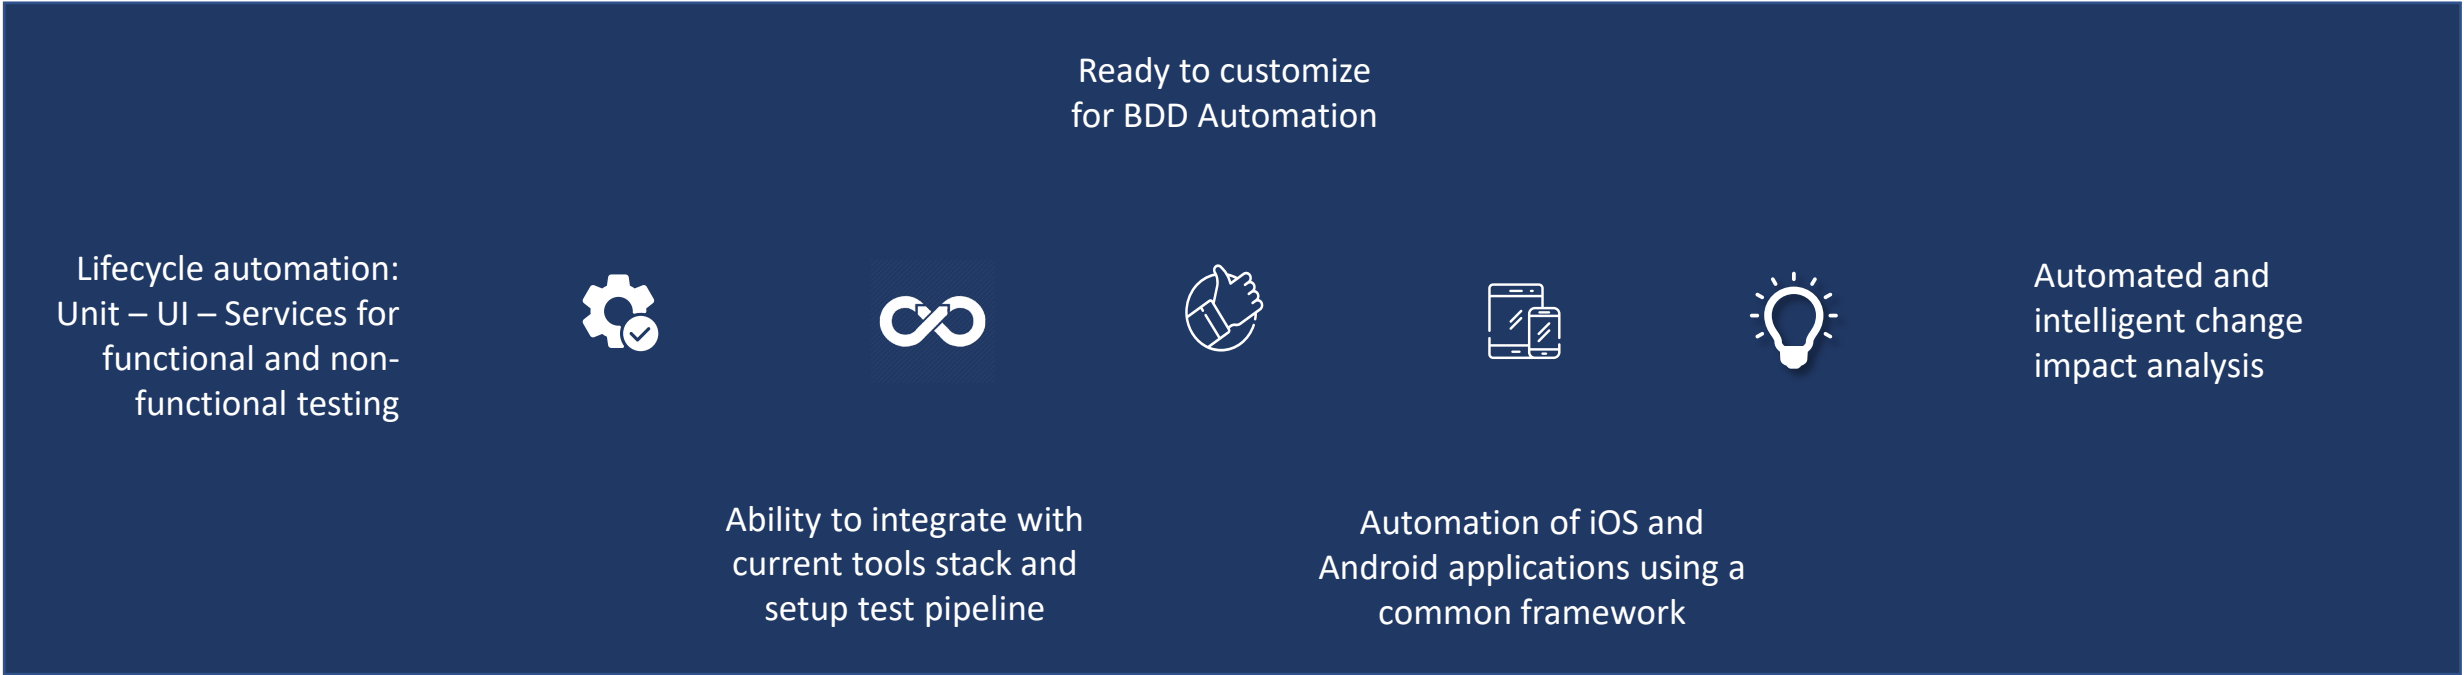 Ready to customize
for BDD Automation
Lifecycle automation:
Unit – UI – Services for
functional and non-
functional testing
Automated and
intelligent change
impact analysis
Ability to integrate with
current tools stack and
setup test pipeline
Automation of iOS and
Android applications using a
common framework